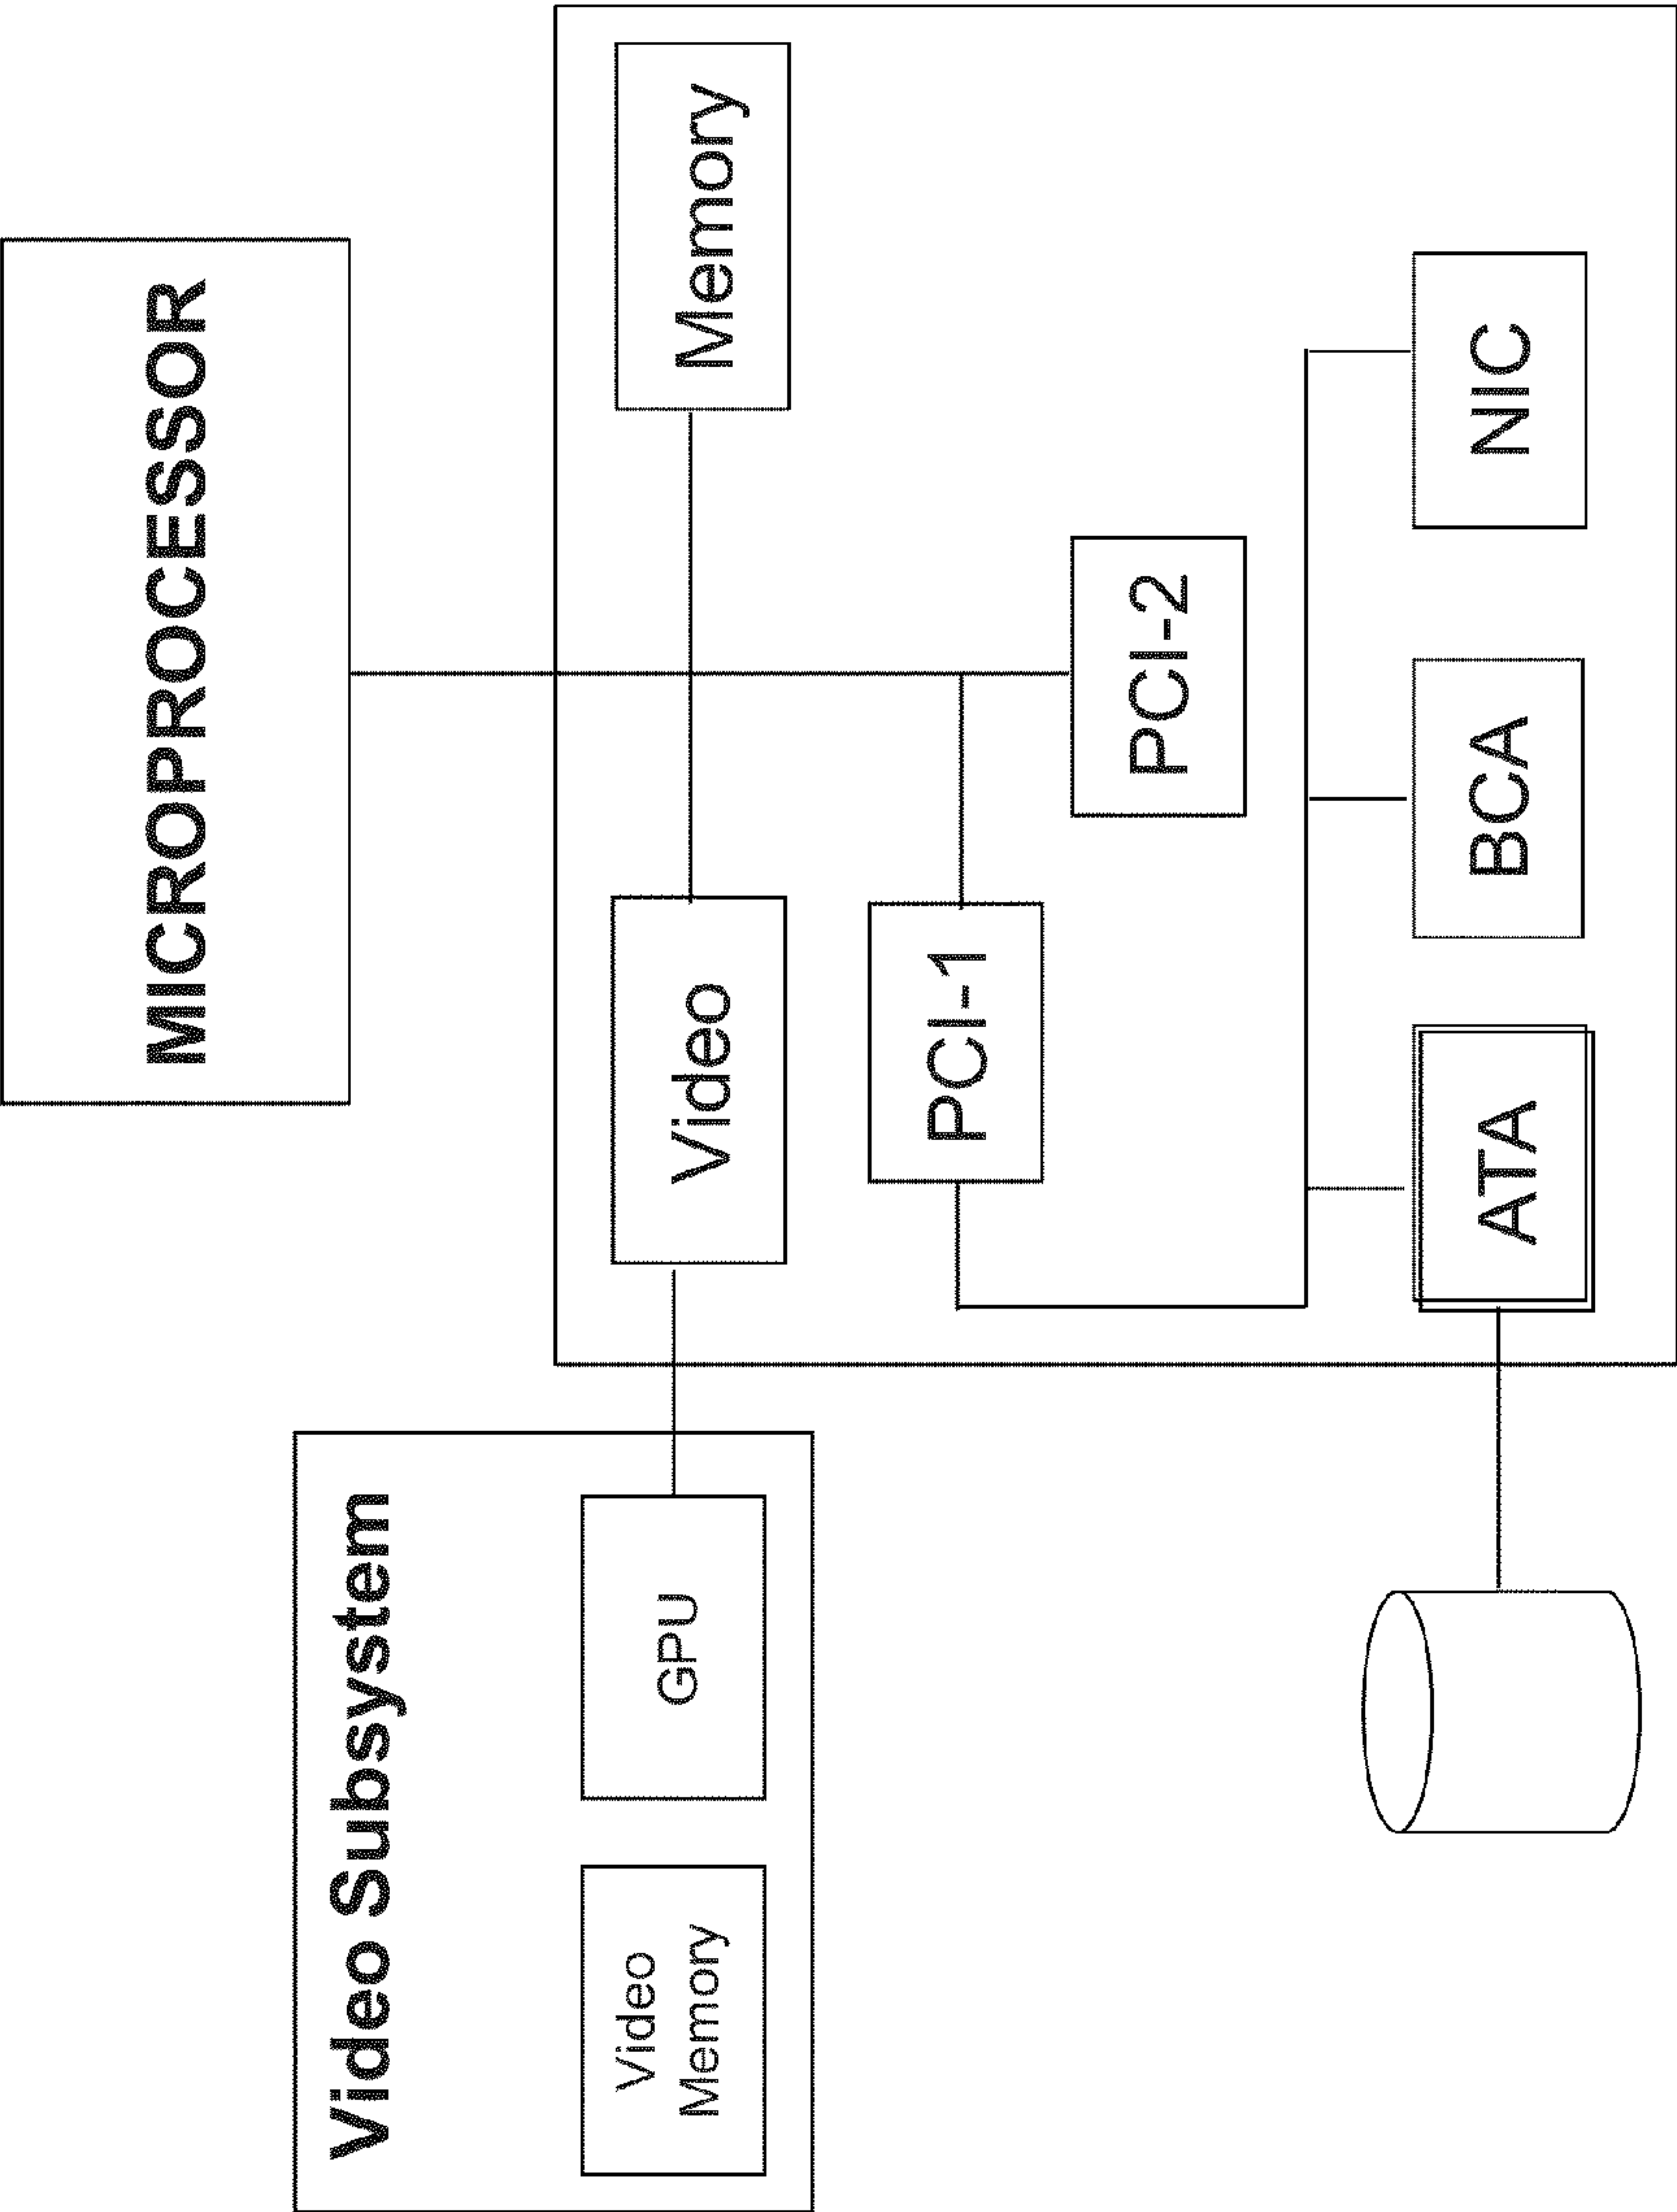 MICROPROCESSOR
Video Subsystem
Video
Memory
GPU
Video
Memory
PCI-1
PCI-2
ATA
BCA
NIC